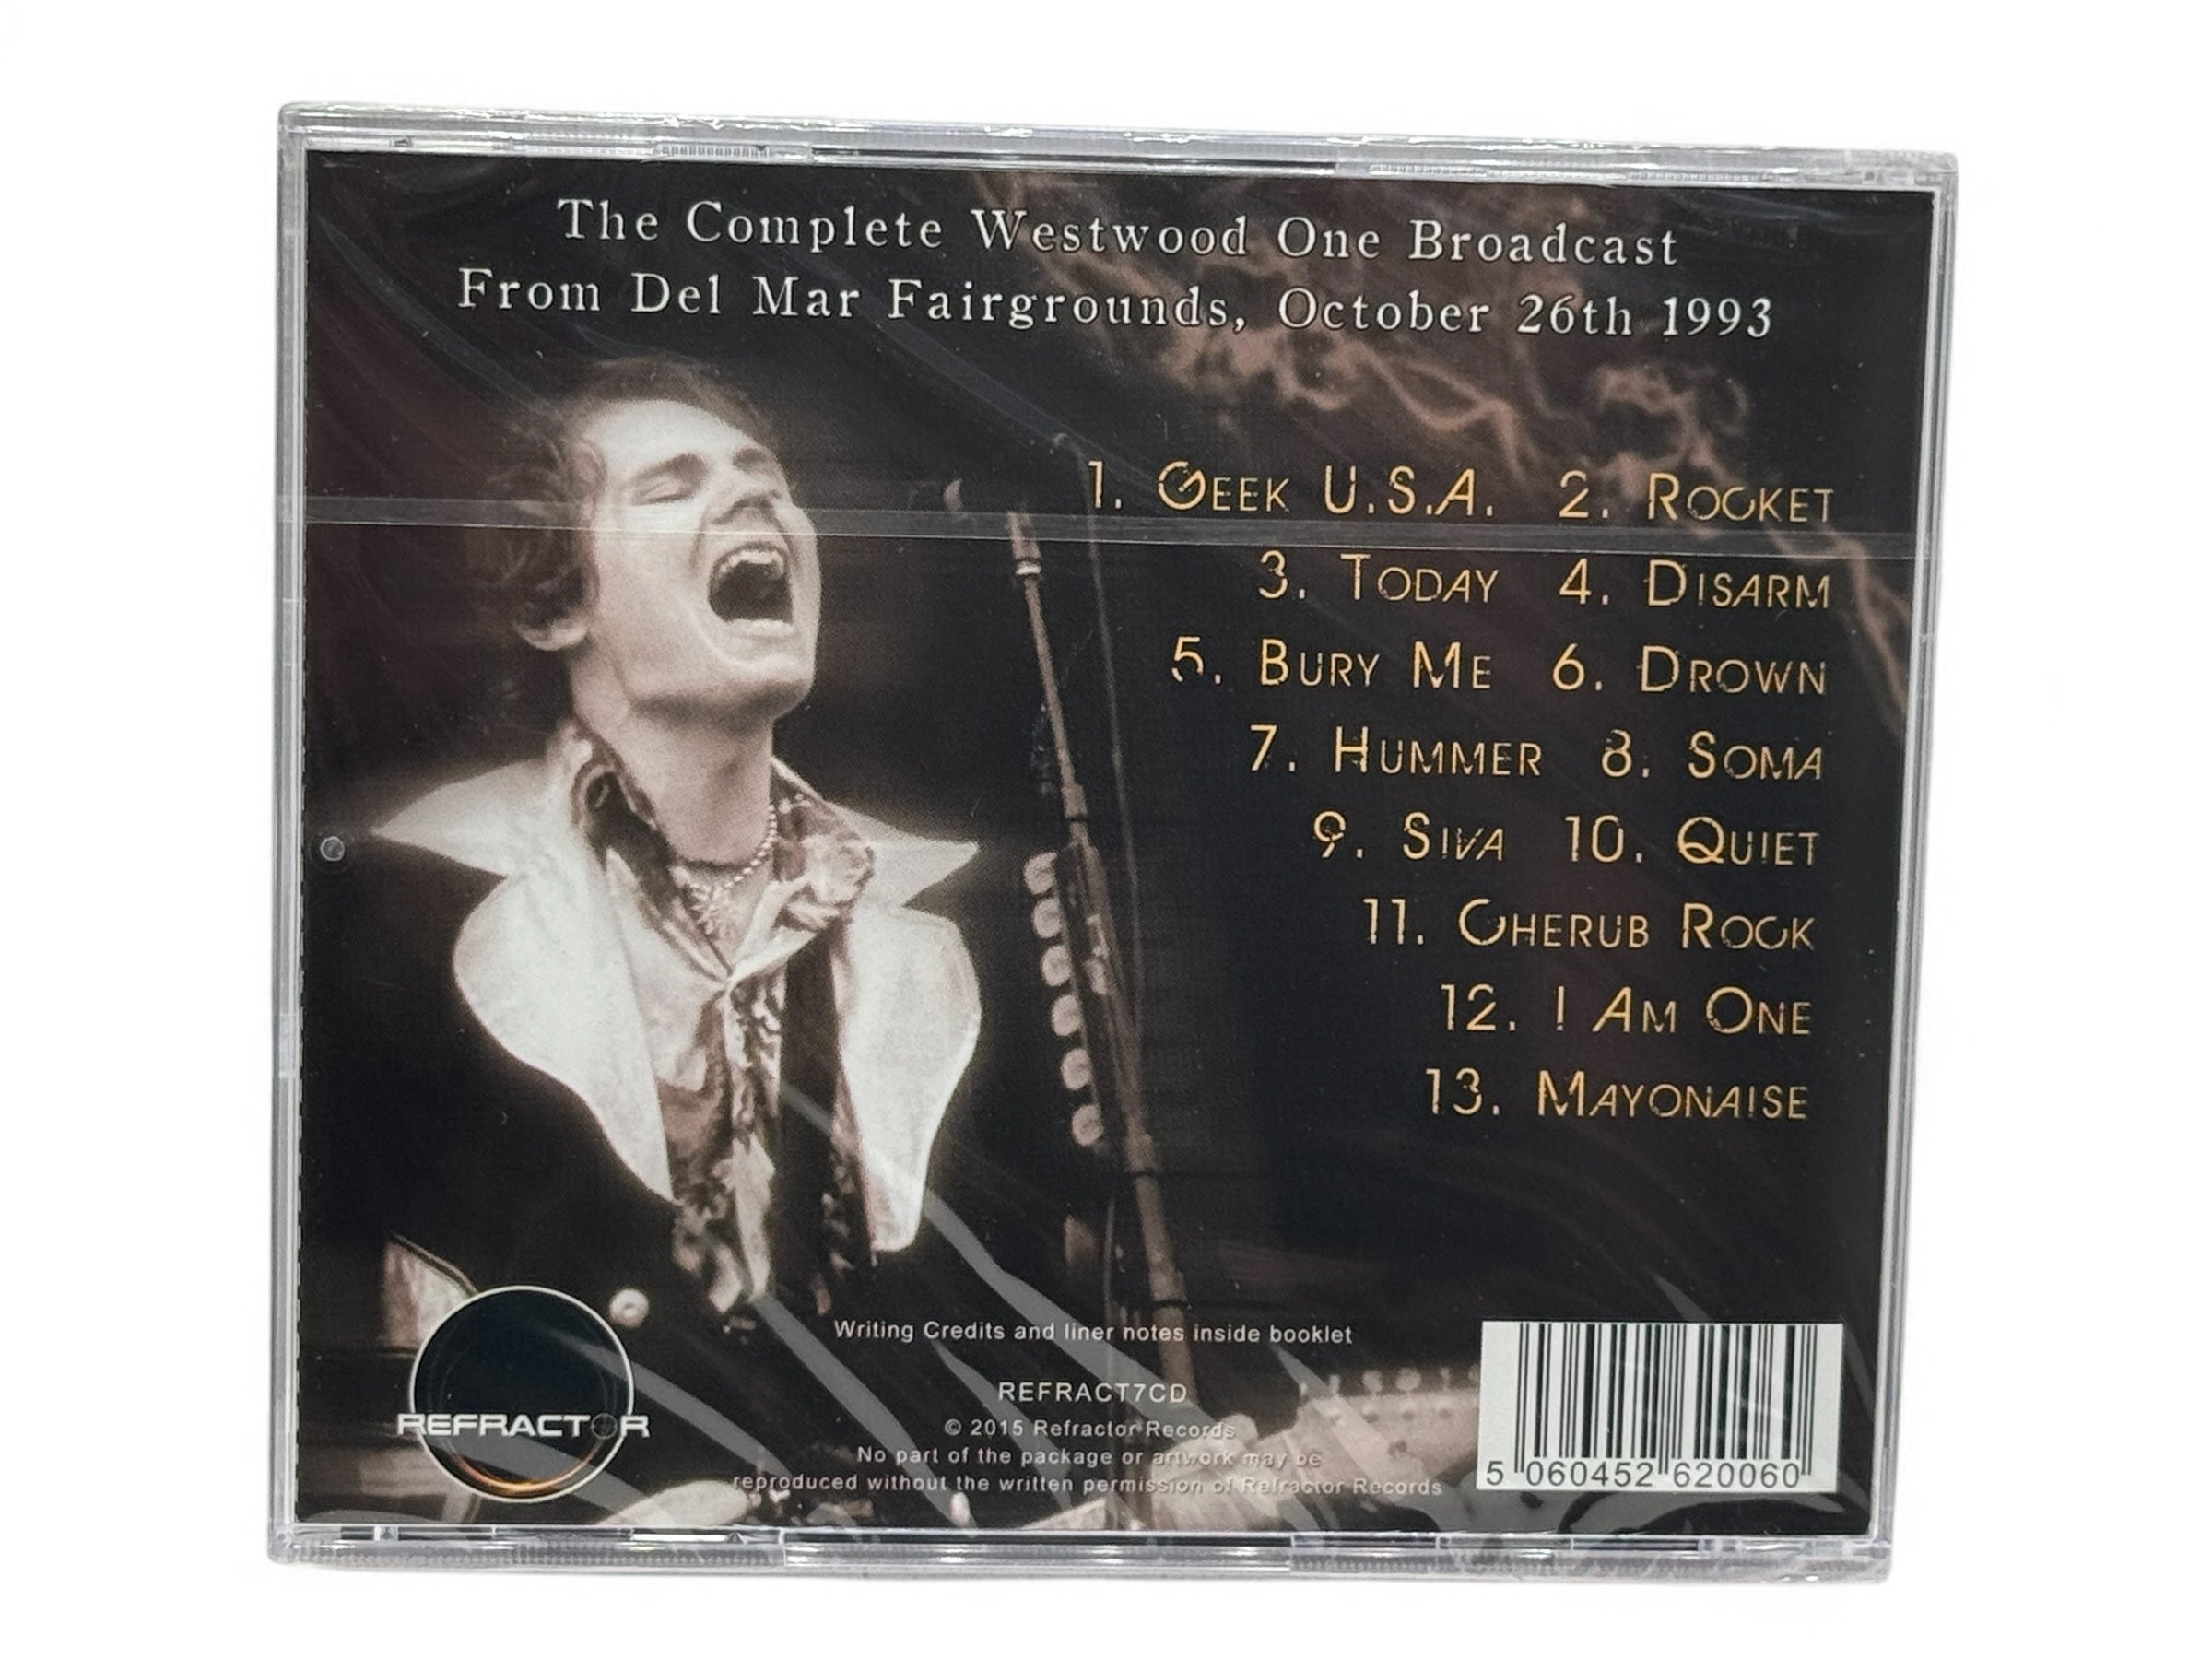 The Complete Westwood One Broadcast
From Del Mar Fairgrounds, October 26th 1993
1. GEEK U.S.A. 2. ROCKET
3. TODAY 4. DISARM
5. BURY ME 6. DROWN
7. HUMMER 8. SOMA
9. SIVA 10. QUIET
11. CHERUB ROCK
12. I AM ONE
13. MAYONAISE
Writing Credits and liner notes inside booklet
REFRACT7CD
© 2015 Refractor Records
No part of the package or artwork may be
reproduced without the written permission of Refractor Records
REFRACTOR
5 060452 620060